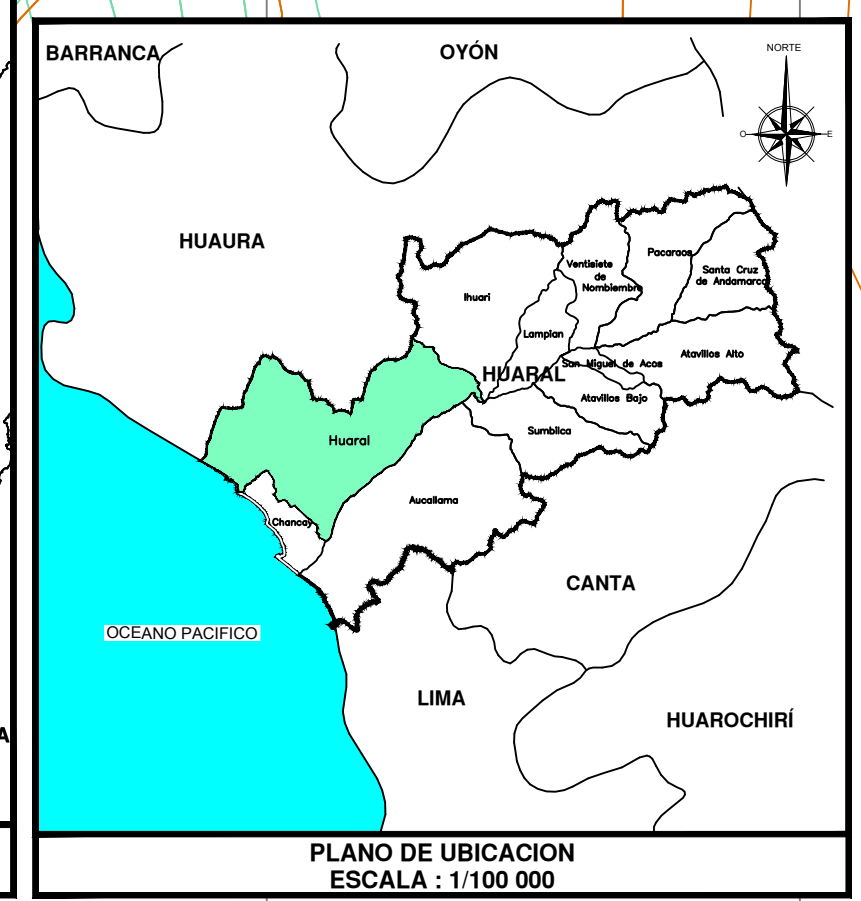 BARRANCA
OYÓN
NORTE
O
E
HUAURA
Ventisiete
de
Nombiembre
Pacaraos
Santa Cruz
de Andamarca
Ihuari
Lampian
HUARAL
San Miguel de Acos
Atavillos Alto
Atavillos Bajo
Huaral
Sumbilca
Aucallama
Chancay
CANTA
OCEANO PACIFICO
LIMA
HUAROCHIRÍ
A
PLANO DE UBICACION
ESCALA : 1/100 000